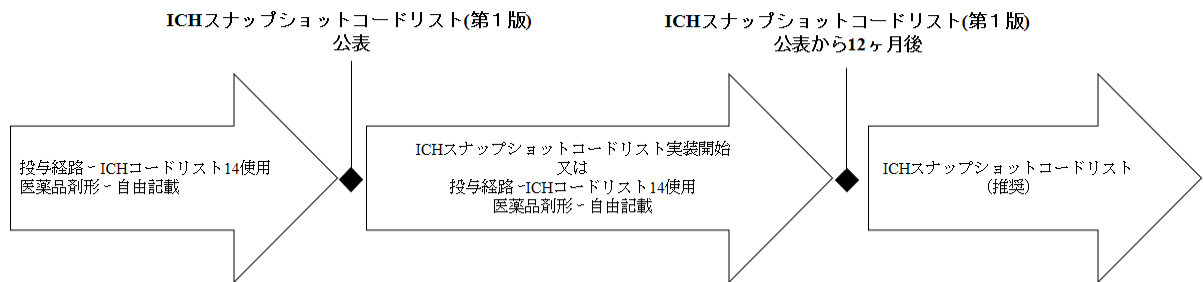 ICHスナップショットコードリスト(第１版)
公表
ICHスナップショットコードリスト(第１版)
公表から12ヶ月後
投与経路－ICHコードリスト14使用
医薬品剤形－自由記載
ICHスナップショットコードリスト実装開始
又は
投与経路－ICHコードリスト14使用
医薬品剤形－自由記載
ICHスナップショットコードリスト
（推奨）